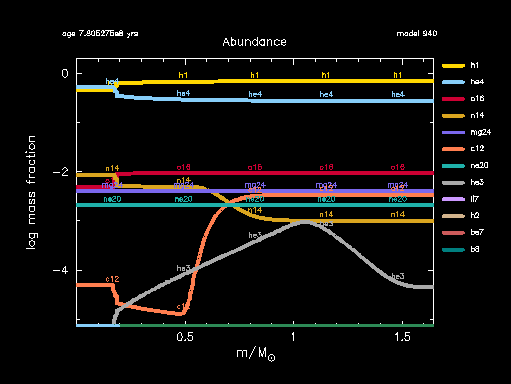 age 7.805275e8 yrs
model 940
Abundance
log mass fraction
0
−2
−4
h1 h1 h1 h1
he4 he4 he4 he4 he4
o16 o16 o16 o16
n14 n14 n14 n14 n14
mg24 mg24 mg24 mg24 mg24
c12 c12
ne20 ne20 ne20 ne20 ne20
he3 he3 he3 he3
0.5 1 1.5
m/M⊙
h1
he4
o16
n14
mg24
c12
ne20
he3
li7
h2
be7
b8